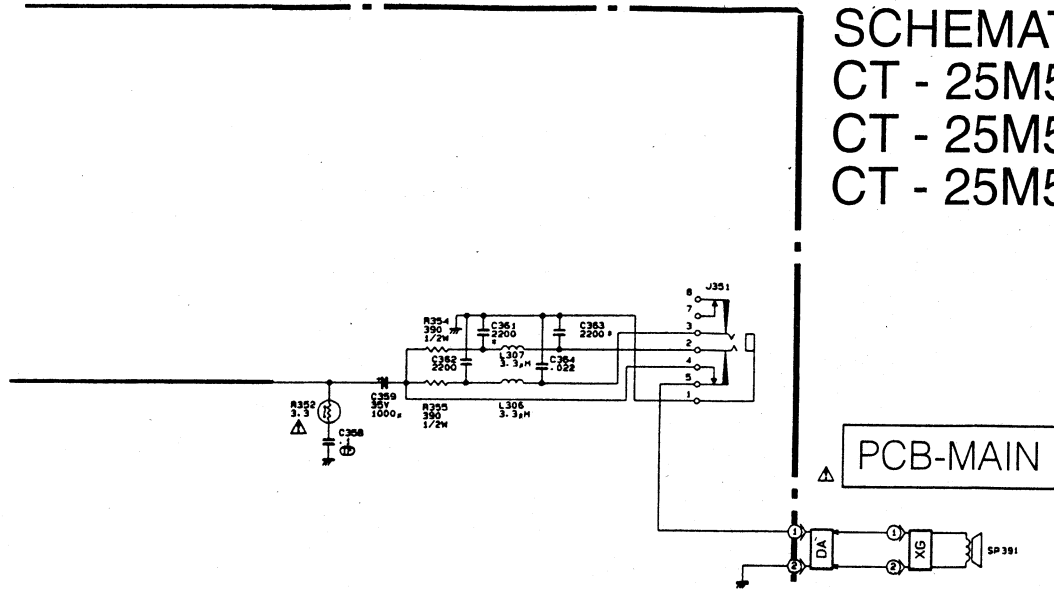 SCHEMAT
CT - 25M5
CT - 25M5
CT - 25M5
J351
6
7
3
2
4
5
1
R354
390
1/2W
C361
2200
C363
2200
C362
2200
L307
3.3μH
C364
.022
R352
3.3
C359
35V
1000μ
R355
390
1/2W
L306
3.3μH
C358
.1
PCB-MAIN
1
2
DA
1
2
XG
SP391